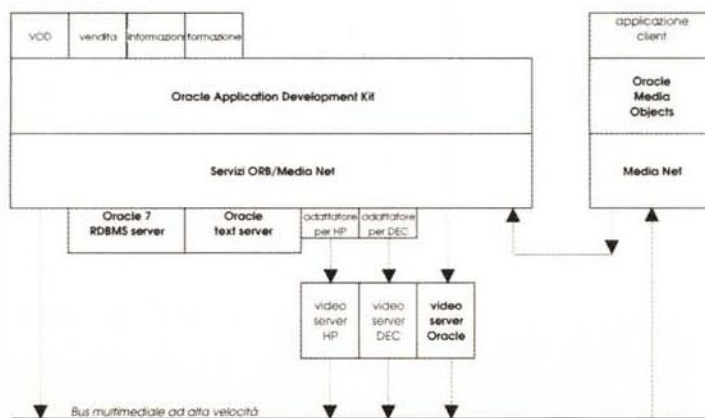 VOD
vendita
informazioni
formazione
applicazione
client
Oracle Application Development Kit
Oracle
Media
Objects
Servizi ORB/Media Net
Media Net
Oracle 7
RDBMS server
Oracle
text server
adattatore
per HP
adattatore
per DEC
video
server
HP
video
server
DEC
video
server
Oracle
Bus multimediale ad alta velocità